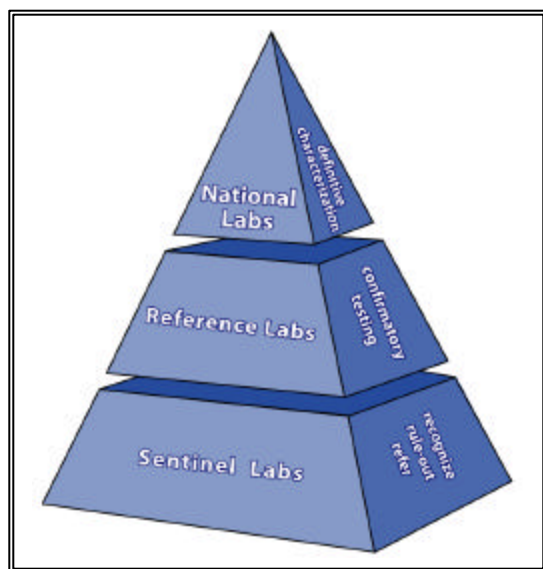 National
Labs
definitive
characterization
Reference Labs
confirmatory
testing
Sentinel Labs
recognize
rule-out
refer